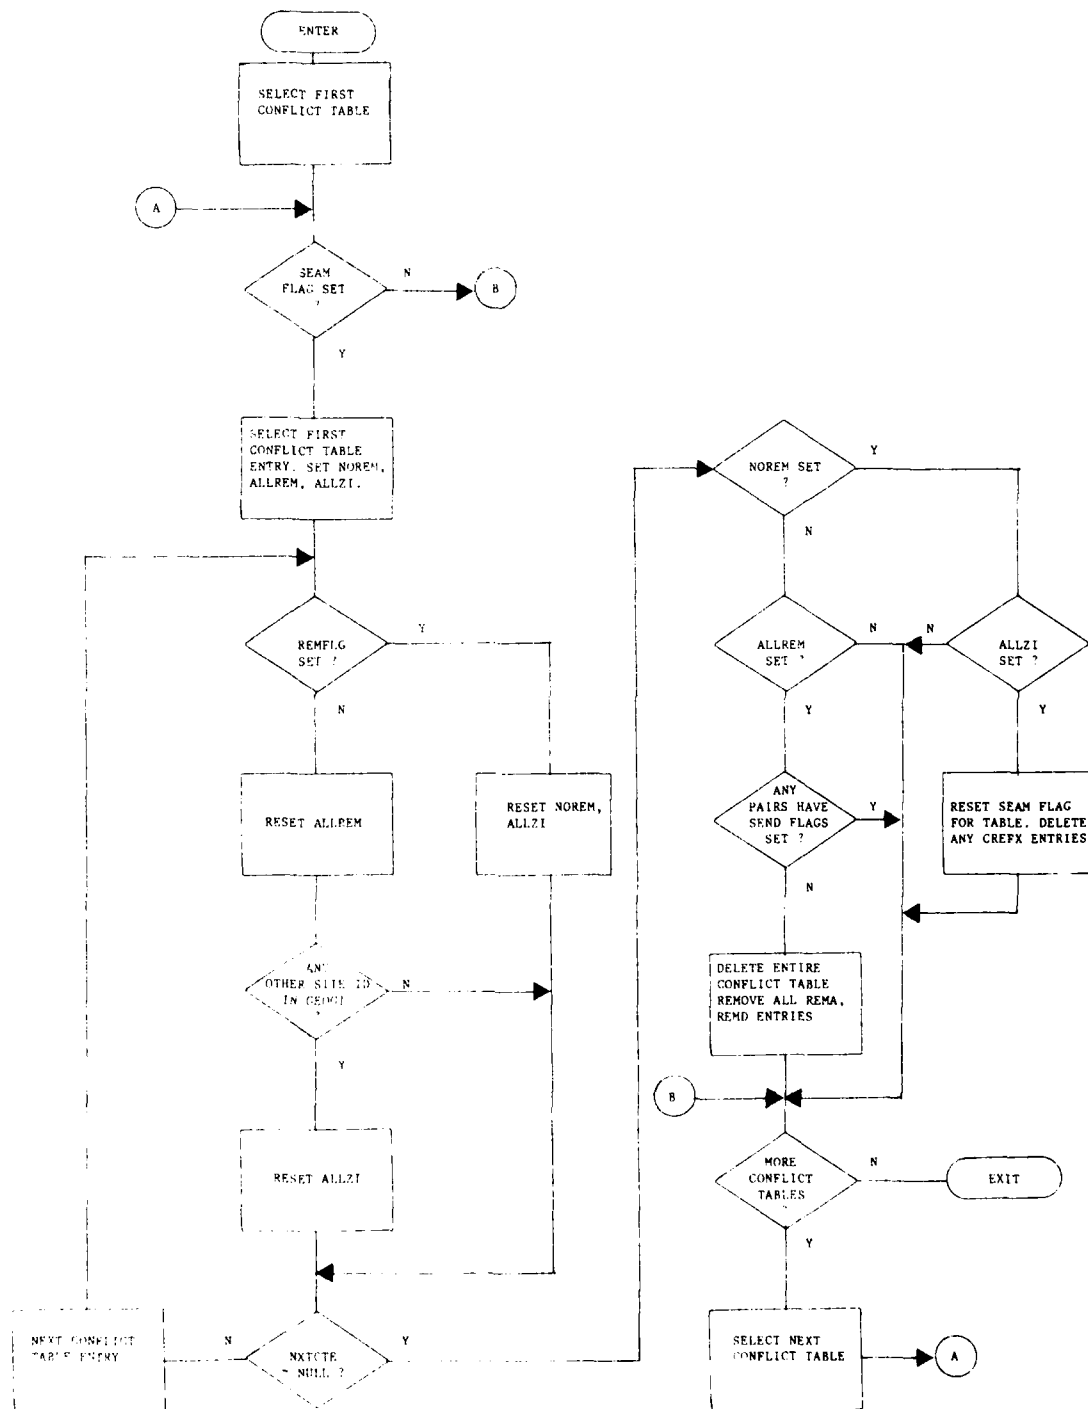 ENTER
SELECT FIRST
CONFLICT TABLE
A
SEAM
FLAG SET
?
N
B
Y
SELECT FIRST
CONFLICT TABLE
ENTRY. SET NOREM,
ALLREM, ALLZI.
REMFLG
SET ?
Y
N
RESET ALLREM
RESET NOREM,
ALLZI
ANY
OTHER SITE ID
IN GEOGI
?
N
Y
RESET ALLZI
NEXT CONFLICT
TABLE ENTRY
N
NXTCTE
= NULL ?
Y
NOREM SET
?
Y
N
ALLREM
SET ?
N
Y
N
ALLZI
SET ?
Y
ANY
PAIRS HAVE
SEND FLAGS
SET ?
Y
N
RESET SEAM FLAG
FOR TABLE. DELETE
ANY CREFX ENTRIES
DELETE ENTIRE
CONFLICT TABLE
REMOVE ALL REMA,
REMD ENTRIES
B
MORE
CONFLICT
TABLES
?
N
EXIT
Y
SELECT NEXT
CONFLICT TABLE
A